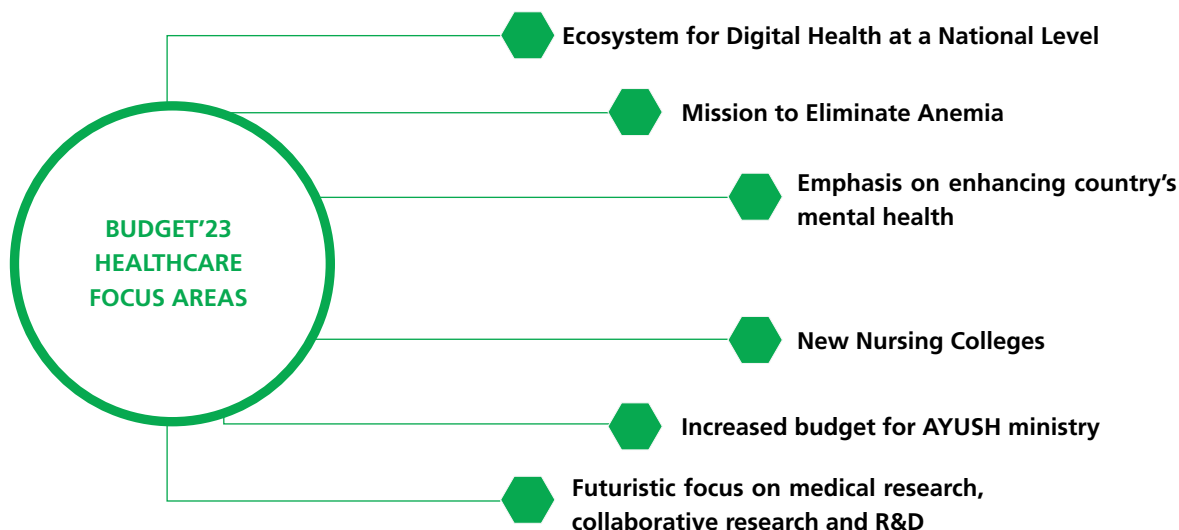 Ecosystem for Digital Health at a National Level
Mission to Eliminate Anemia
Emphasis on enhancing country’s
mental health
BUDGET’23
HEALTHCARE
FOCUS AREAS
New Nursing Colleges
Increased budget for AYUSH ministry
Futuristic focus on medical research,
collaborative research and R&D